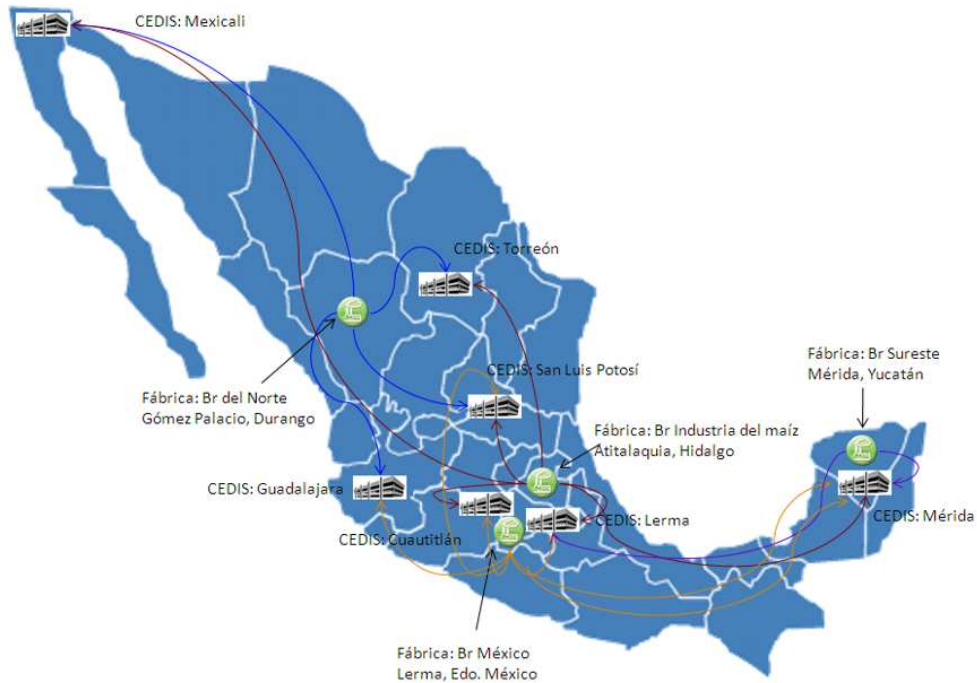 CEDIS: Mexicali
CEDIS: Torreón
Fábrica: Br Sureste
Mérida, Yucatán
CEDIS: San Luis Potosí
Fábrica: Br del Norte
Gómez Palacio, Durango
Fábrica: Br Industria del maíz
Atitalaquia, Hidalgo
CEDIS: Guadalajara
CEDIS: Lerma
CEDIS: Mérida
CEDIS: Cuautitlán
Fábrica: Br México
Lerma, Edo. México